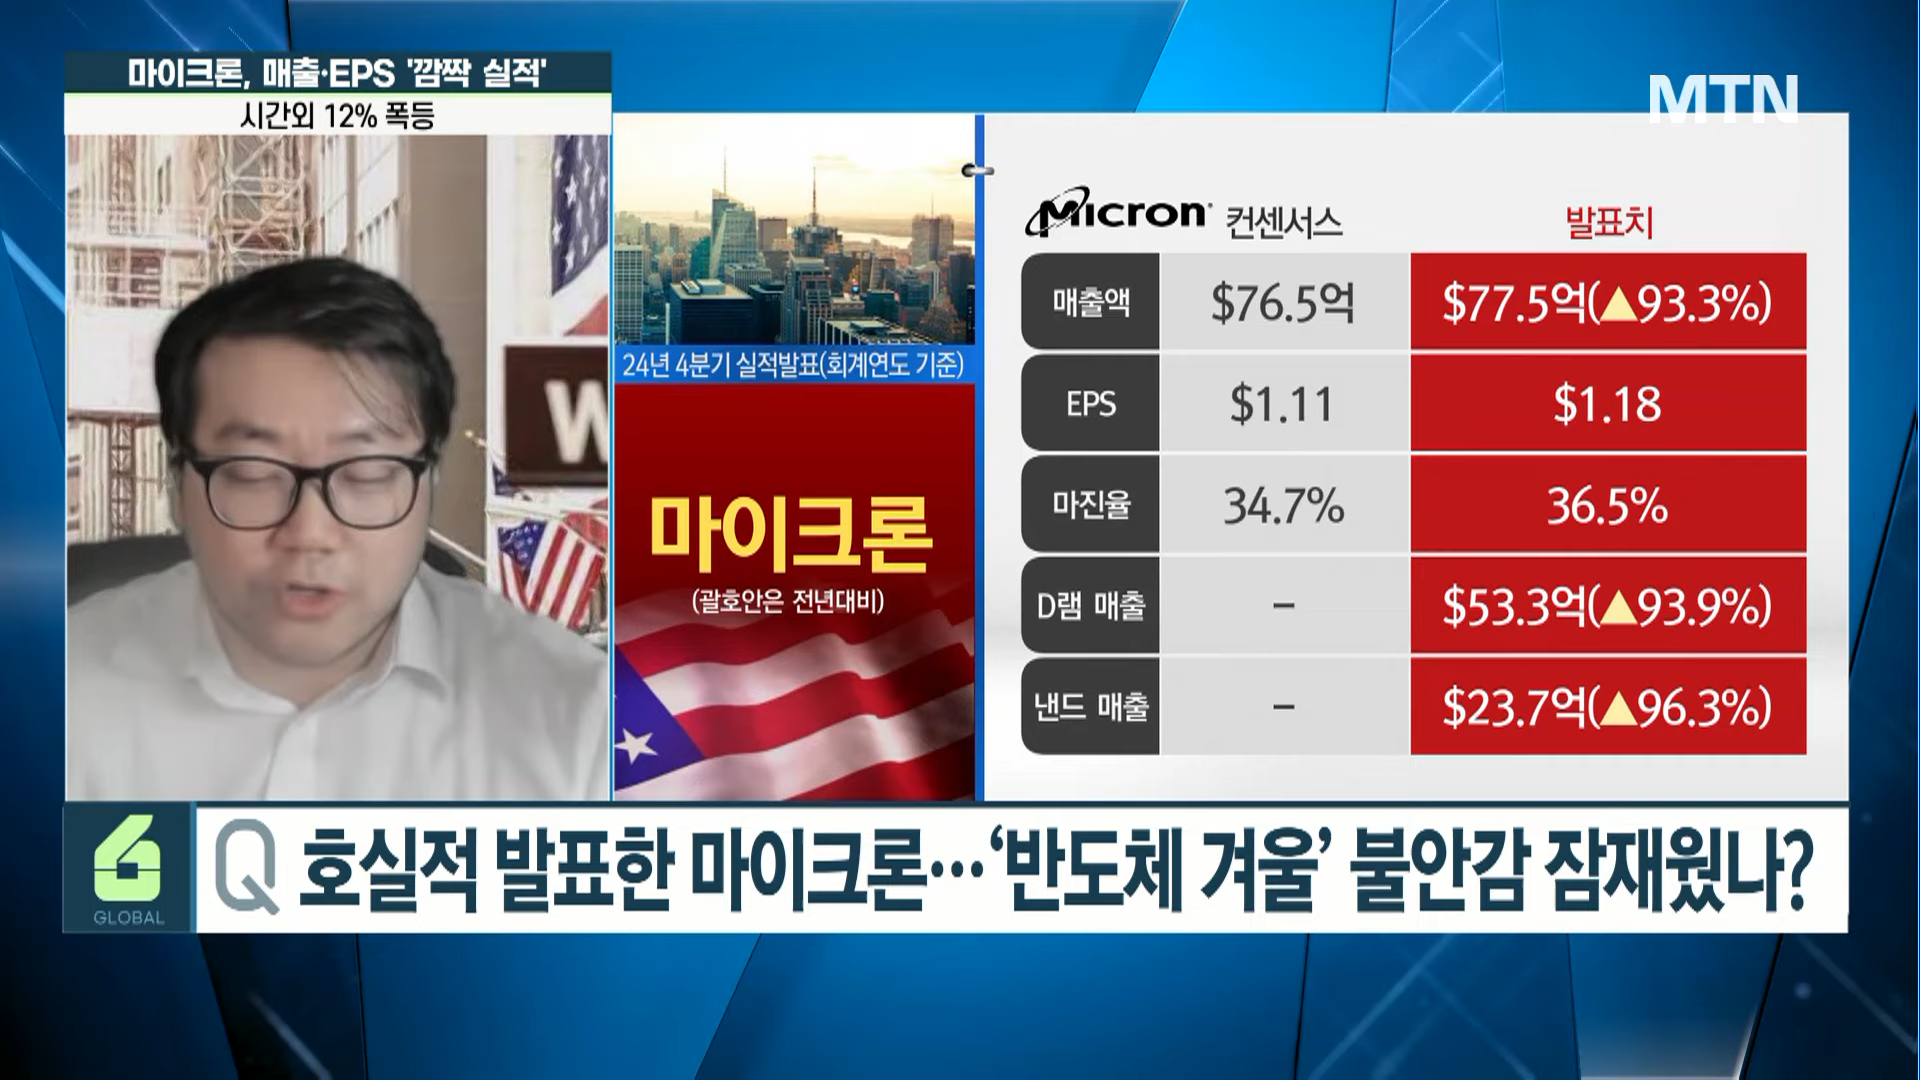 마이크론, 매출·EPS '깜짝 실적'
시간외 12% 폭등
MTN
W
24년 4분기 실적발표(회계연도 기준)
마이크론
(괄호안은 전년대비)
Micron 컨센서스 발표치
매출액 $76.5억 $77.5억(▲93.3%)
EPS $1.11 $1.18
마진율 34.7% 36.5%
D램 매출 - $53.3억(▲93.9%)
낸드 매출 - $23.7억(▲96.3%)
6 GLOBAL
Q 호실적 발표한 마이크론…‘반도체 겨울’ 불안감 잠재웠나?